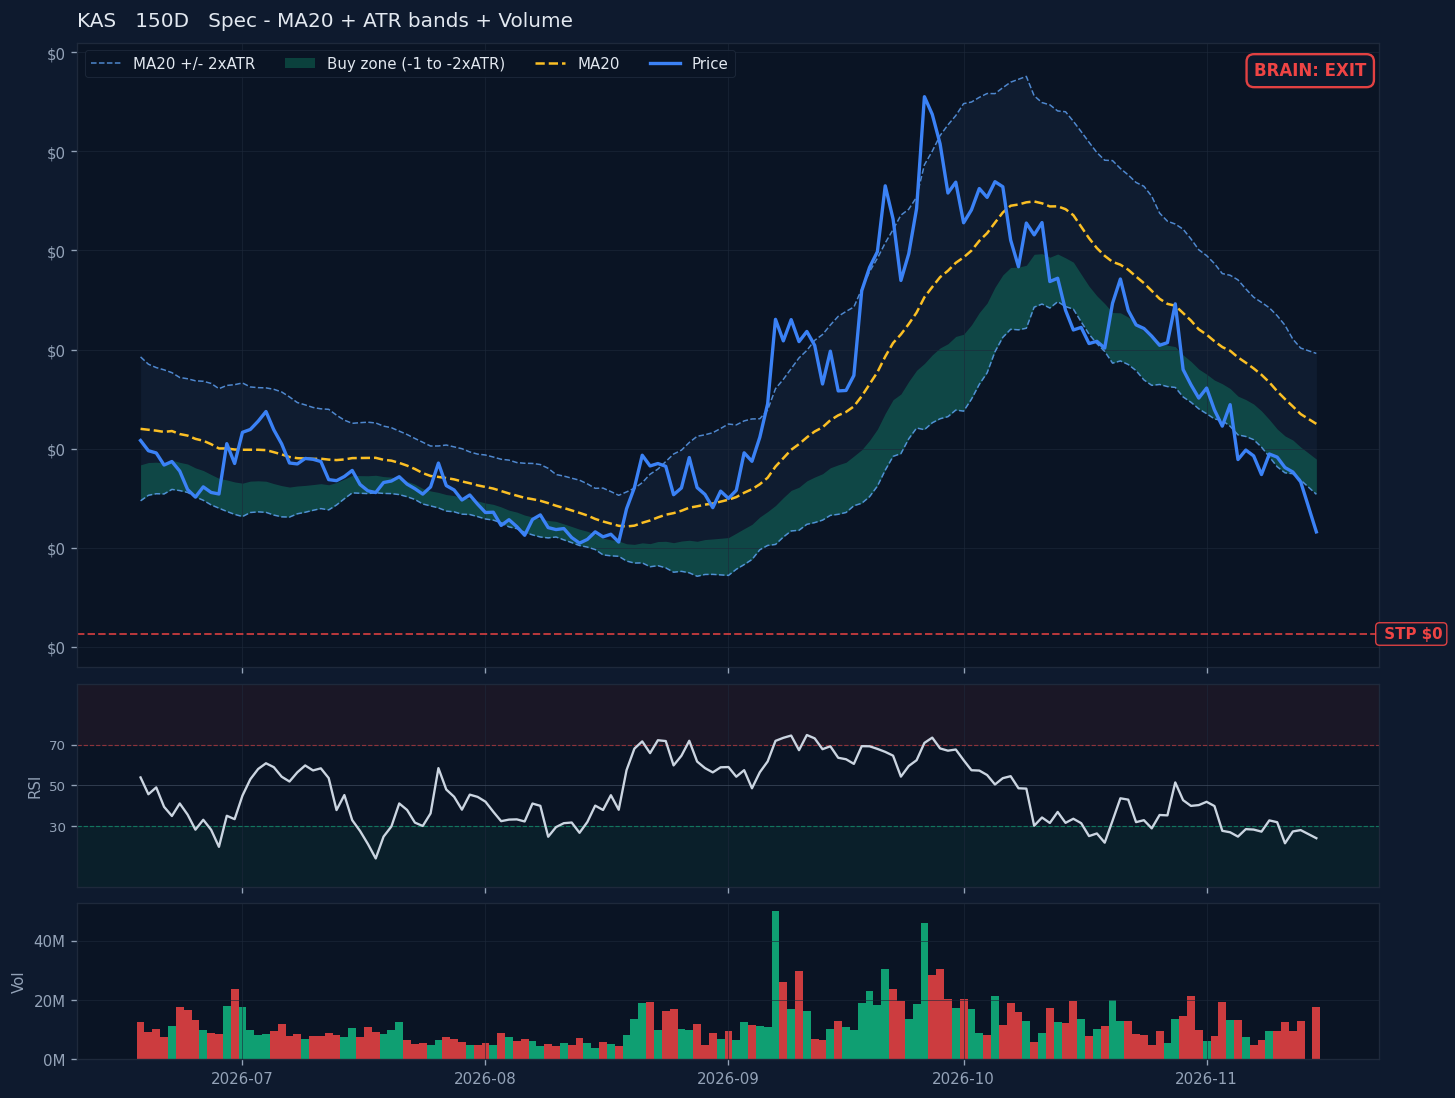 KAS   150D   Spec - MA20 + ATR bands + Volume
MA20 +/- 2xATR
Buy zone (-1 to -2xATR)
MA20
Price
BRAIN: EXIT
$0
$0
$0
$0
$0
$0
$0
STP $0
RSI
70
50
30
Vol
40M
20M
0M
2026-07
2026-08
2026-09
2026-10
2026-11